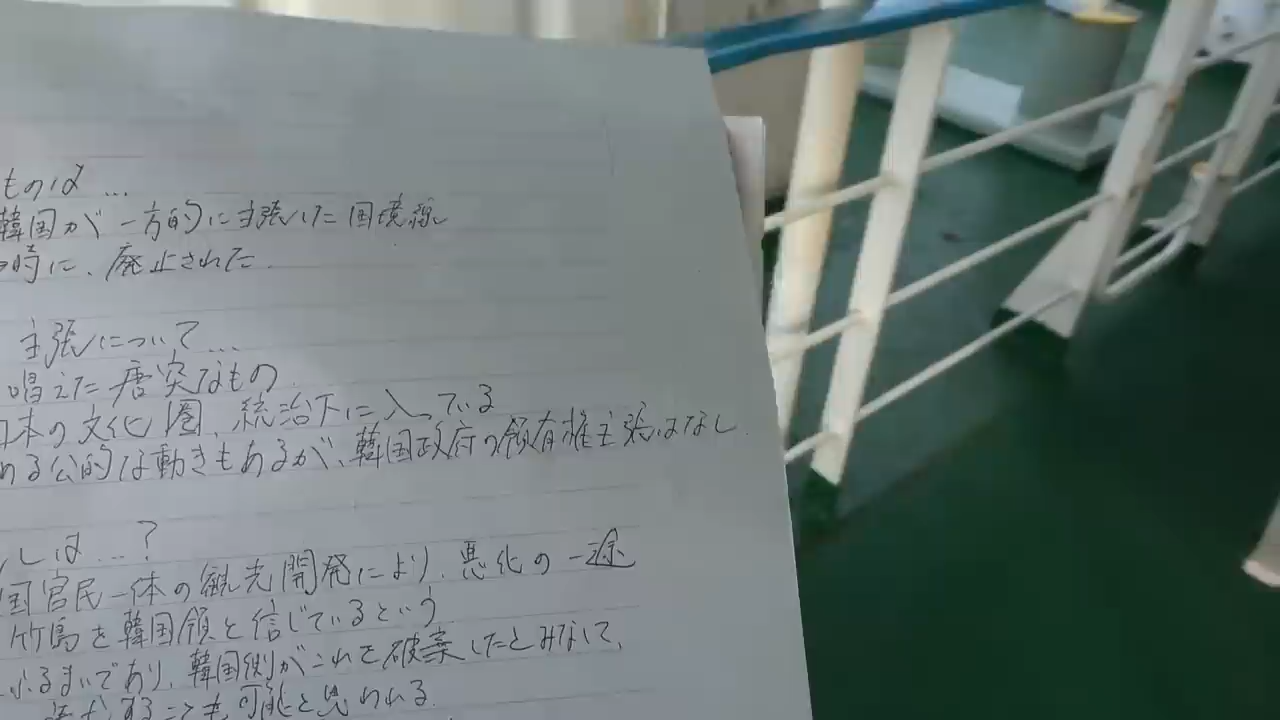 ものは…
韓国が一方的に主張した国境線
時に、廃止された
主張について…
唱えた唐突なもの
日本の文化圏、統治下に入っている
める公的な動きもあるが、韓国政府の領有権主張はなし
ルは…?
国官民一体の観光開発により、悪化の一途
竹島を韓国領と信じているという
ふるまいであり、韓国側がこれを破棄したとみなして、
することも可能と思われる